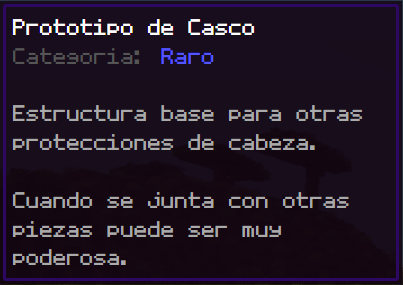 Prototipo de Casco
Categoria: Raro
Estructura base para otras
protecciones de cabeza.
Cuando se junta con otras
piezas puede ser muy
poderosa.